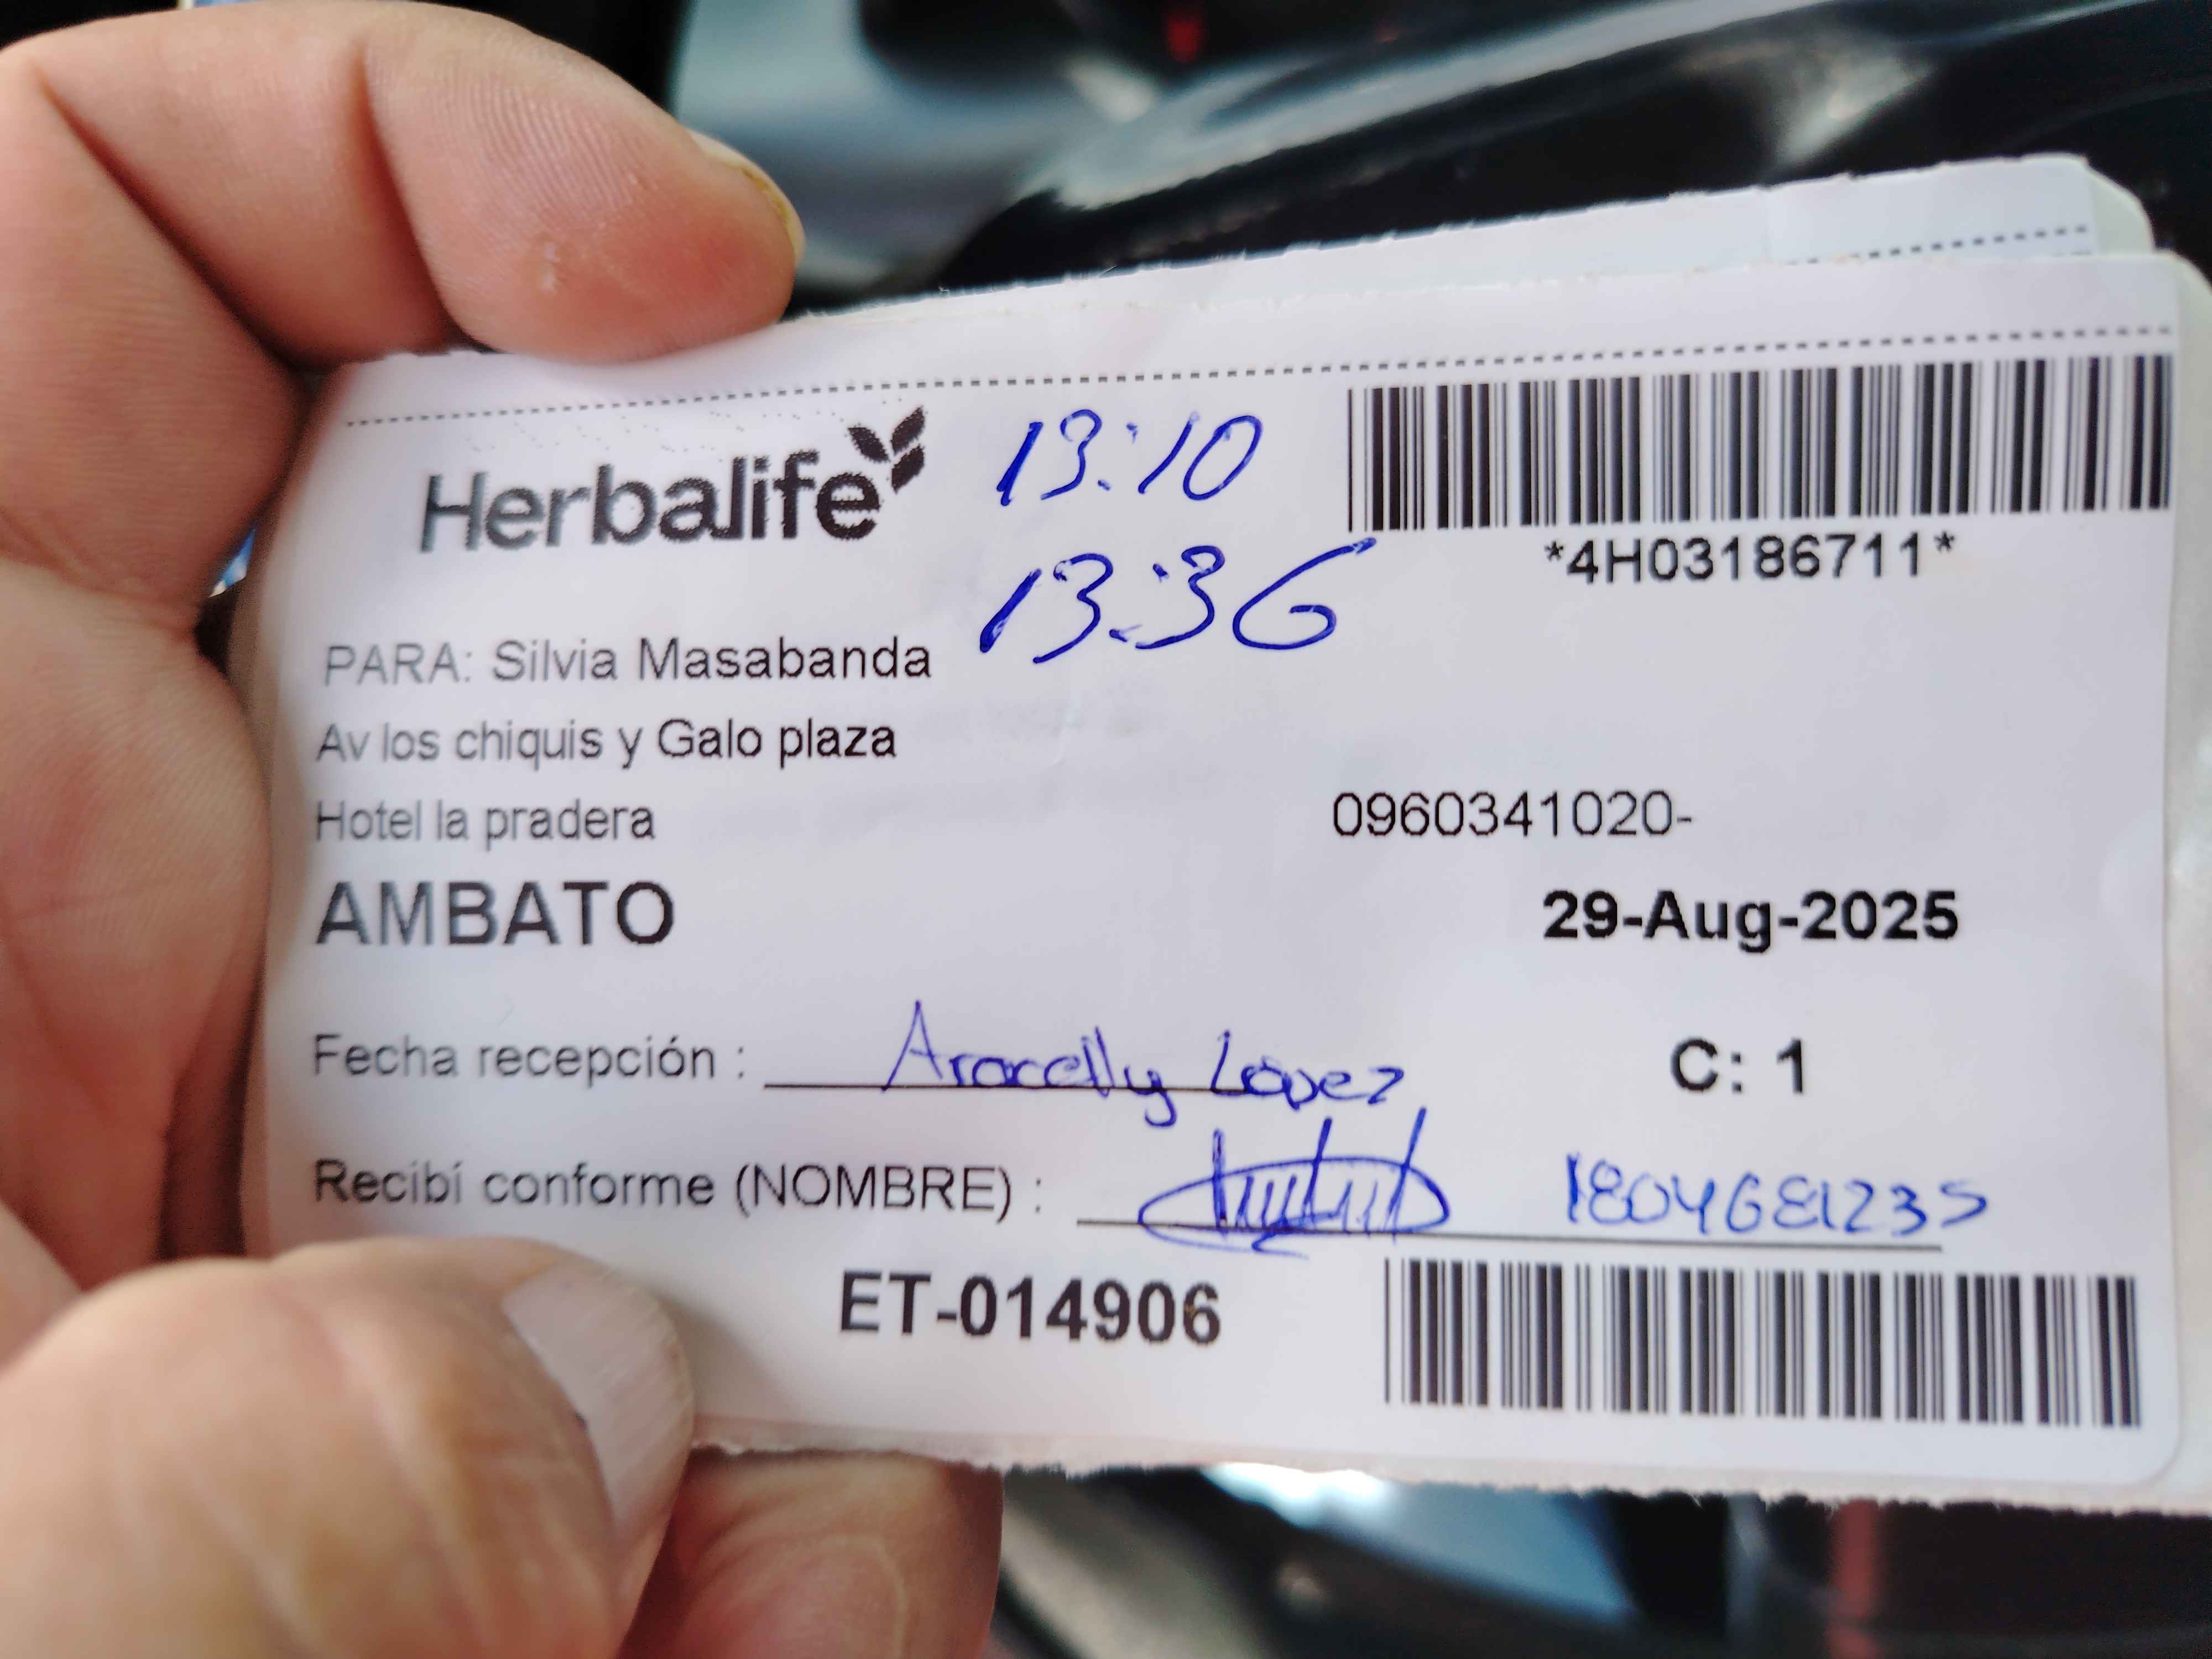 Herbalife
13:10
13:36
*4H03186711*
PARA: Silvia Masabanda
Av los chiquis y Galo plaza
Hotel la pradera
0960341020-
AMBATO
29-Aug-2025
Fecha recepción : Aracelly López
C: 1
Recibí conforme (NOMBRE) : 1804681235
ET-014906